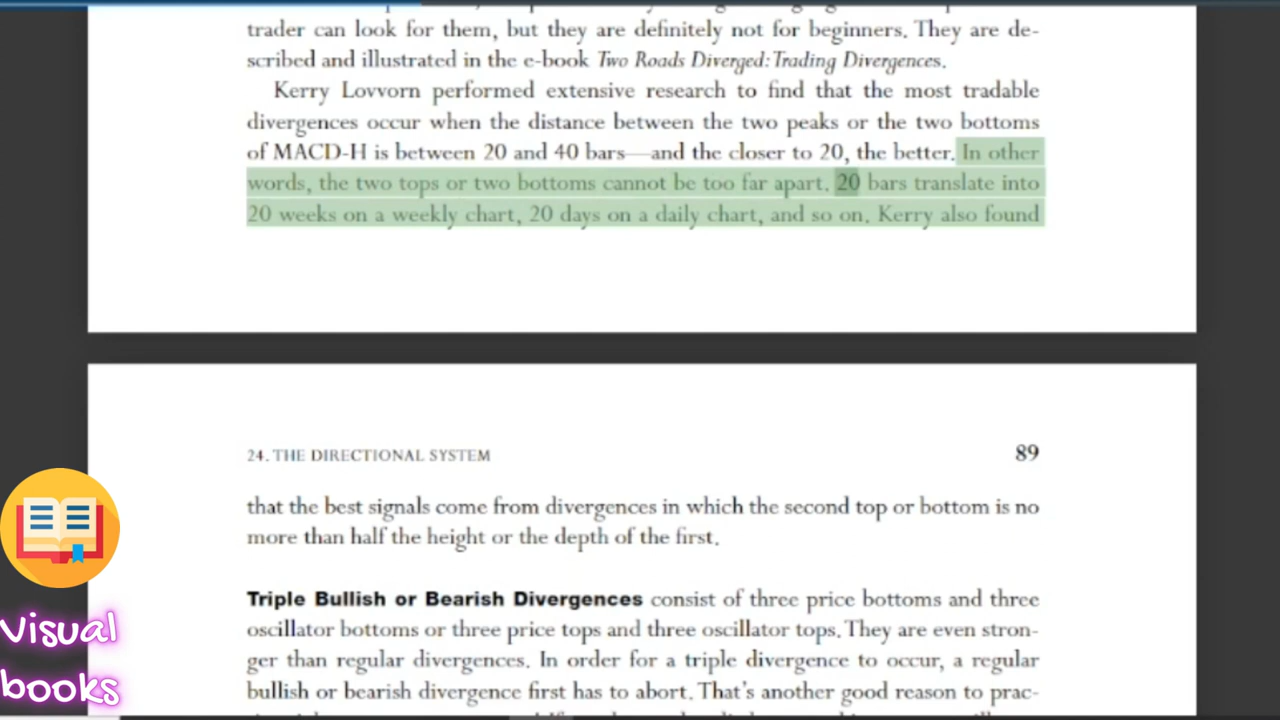 trader can look for them, but they are definitely not for beginners. They are de-
scribed and illustrated in the e-book Two Roads Diverged: Trading Divergences.
Kerry Lovvorn performed extensive research to find that the most tradable
divergences occur when the distance between the two peaks or the two bottoms
of MACD-H is between 20 and 40 bars—and the closer to 20, the better. In other
words, the two tops or two bottoms cannot be too far apart. 20 bars translate into
20 weeks on a weekly chart, 20 days on a daily chart, and so on. Kerry also found
24. THE DIRECTIONAL SYSTEM 89
that the best signals come from divergences in which the second top or bottom is no
more than half the height or the depth of the first.
Triple Bullish or Bearish Divergences consist of three price bottoms and three
oscillator bottoms or three price tops and three oscillator tops. They are even stron-
ger than regular divergences. In order for a triple divergence to occur, a regular
bullish or bearish divergence first has to abort. That's another good reason to prac-
Visual
books